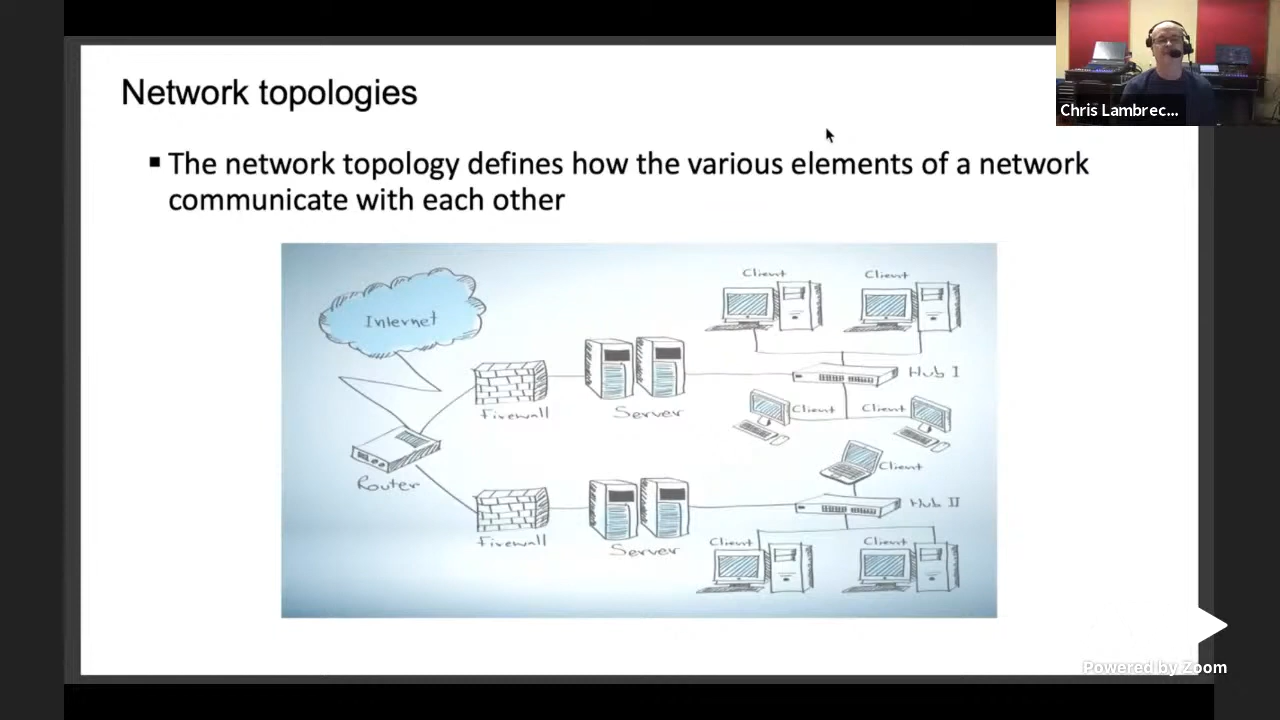 Network topologies
Chris Lambrec...
▪ The network topology defines how the various elements of a network
communicate with each other
Client Client
Internet
Hub I
Firewall Server
Client Client
Client
Router
Hub II
Firewall Server
Client Client
Powered by Zoom